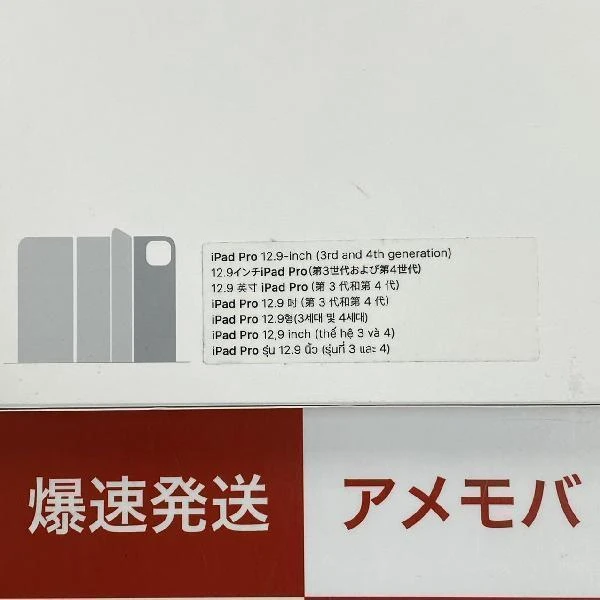 iPad Pro 12.9-inch (3rd and 4th generation)
12.9インチiPad Pro(第3世代および第4世代)
12.9 英寸 iPad Pro (第 3 代和第 4 代)
iPad Pro 12.9 吋 (第 3 代和第 4 代)
iPad Pro 12.9형(3세대 및 4세대)
iPad Pro 12,9 inch (thế hệ 3 và 4)
iPad Pro รุ่น 12.9 นิ้ว (รุ่นที่ 3 และ 4)
爆速発送
アメモバ